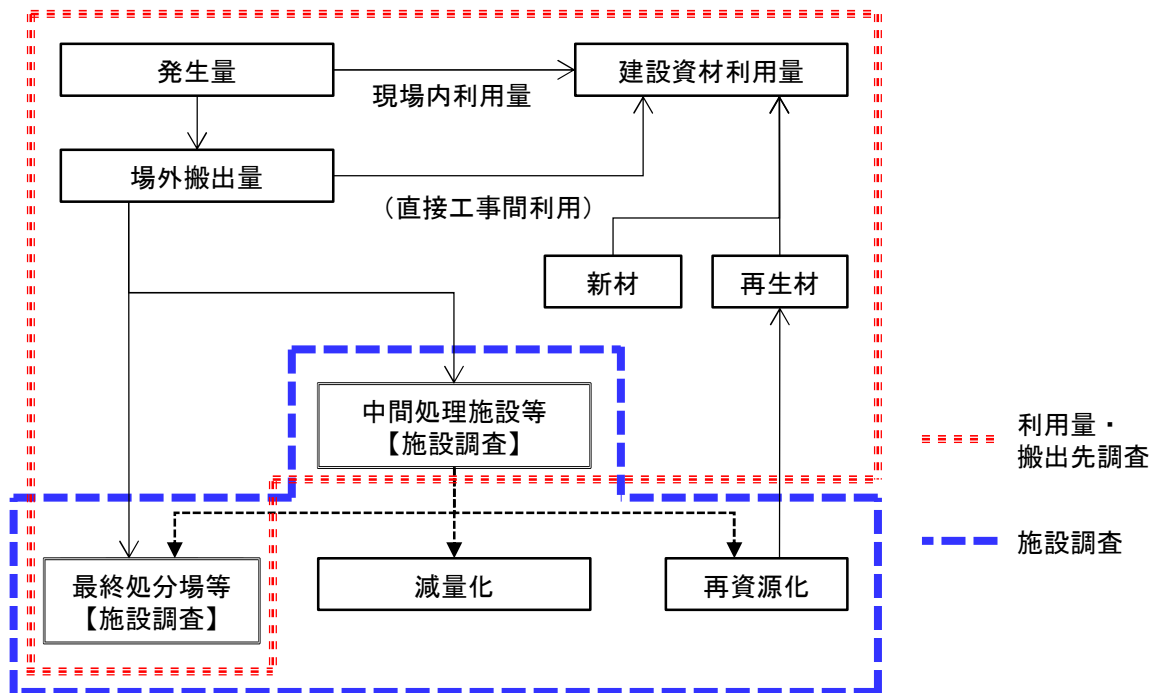 発生量
建設資材利用量
現場内利用量
場外搬出量
（直接工事間利用）
新材
再生材
中間処理施設等
【施設調査】
利用量・
搬出先調査
施設調査
最終処分場等
【施設調査】
減量化
再資源化